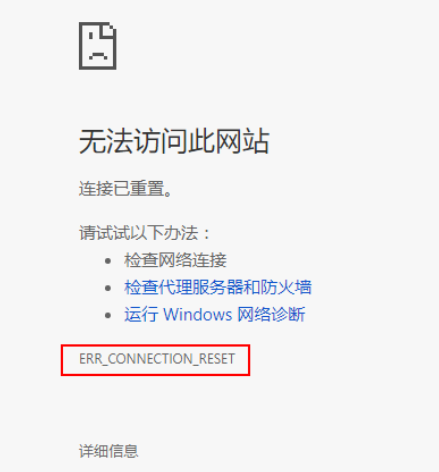 无法访问此网站
连接已重置。
请试试以下办法：
检查网络连接
检查代理服务器和防火墙
运行 Windows 网络诊断
ERR_CONNECTION_RESET
详细信息